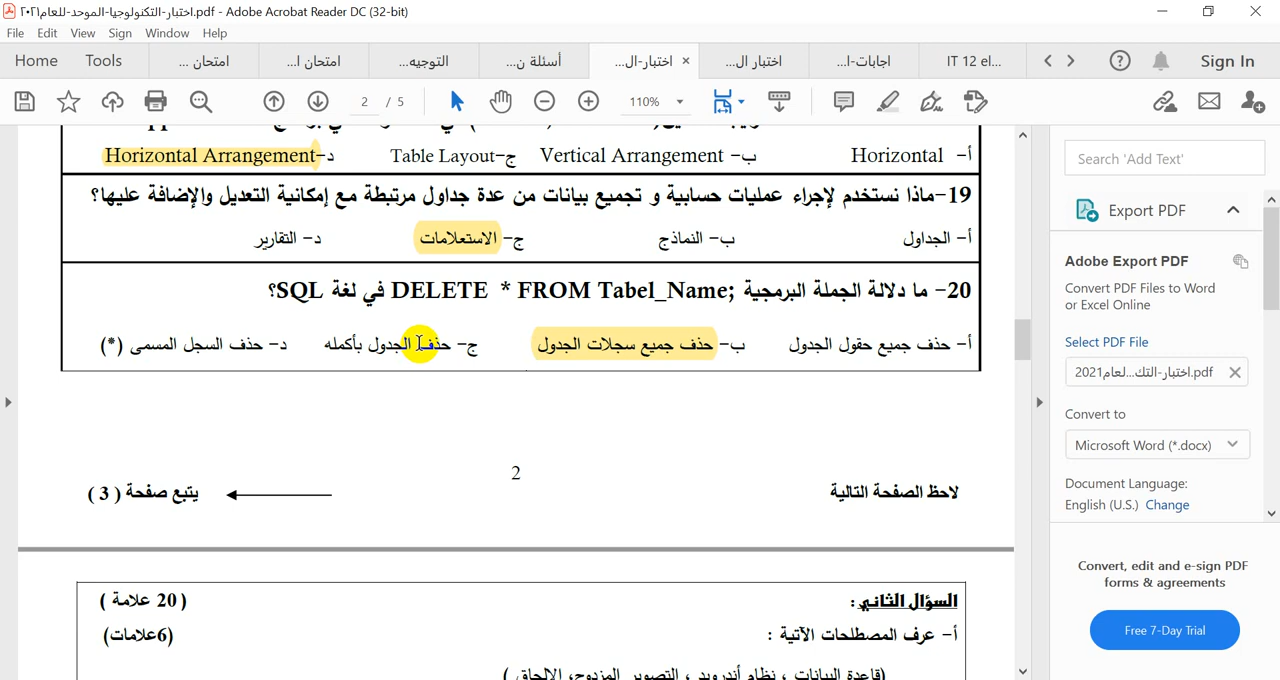 اختبار-التكنولوجيا-الموحد-للعام٢٠٢١.pdf - Adobe Acrobat Reader DC (32-bit)
File Edit View Sign Window Help
Home Tools امتحان ... امتحان ا... التوجيه... أسئلة ن... اختبار-ال... × اختبار ال... اجابات-ا... IT 12 el... Sign In
2 / 5 110%
أ- Horizontal ب- Vertical Arrangement ج-Table Layout د-Horizontal Arrangement
19-ماذا نستخدم لإجراء عمليات حسابية و تجميع بيانات من عدة جداول مرتبطة مع إمكانية التعديل والإضافة عليها؟
أ- الجداول ب- النماذج ج- الاستعلامات د- التقارير
20- ما دلالة الجملة البرمجية DELETE * FROM Tabel_Name; في لغة SQL؟
أ- حذف جميع حقول الجدول ب- حذف جميع سجلات الجدول ج- حذف الجدول بأكمله د- حذف السجل المسمى (*)
2
لاحظ الصفحة التالية يتبع صفحة ( 3 )
السؤال الثاني : ( 20 علامة )
أ- عرف المصطلحات الآتية : (6علامات)
(قاعدة البيانات ، نظام أندرويد ، التصوير المزدوج، الالحاق )
Search 'Add Text'
Export PDF
Adobe Export PDF
Convert PDF Files to Word
or Excel Online
Select PDF File
اختبار-التك...لعام2021.pdf
Convert to
Microsoft Word (*.docx)
Document Language:
English (U.S.) Change
Convert, edit and e-sign PDF
forms & agreements
Free 7-Day Trial